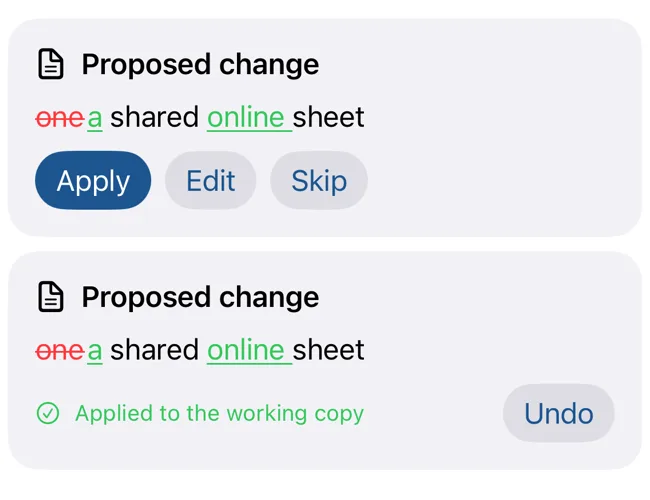 Proposed change
one a shared online sheet
Apply Edit Skip
Proposed change
one a shared online sheet
Applied to the working copy Undo